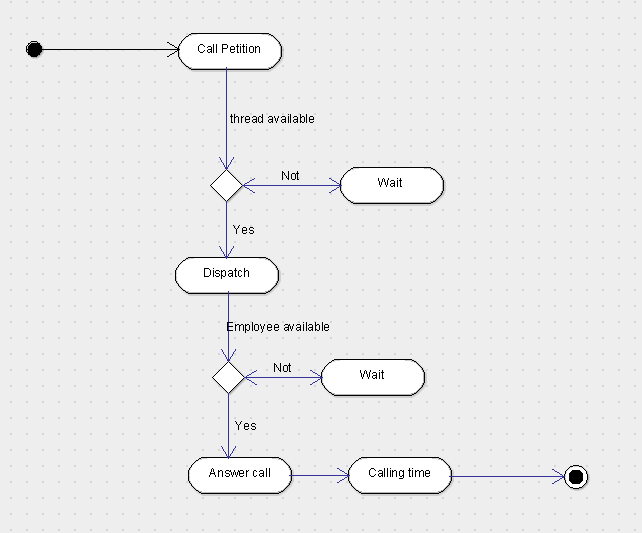 Call Petition
thread available
Not
Wait
Yes
Dispatch
Employee available
Not
Wait
Yes
Answer call
Calling time